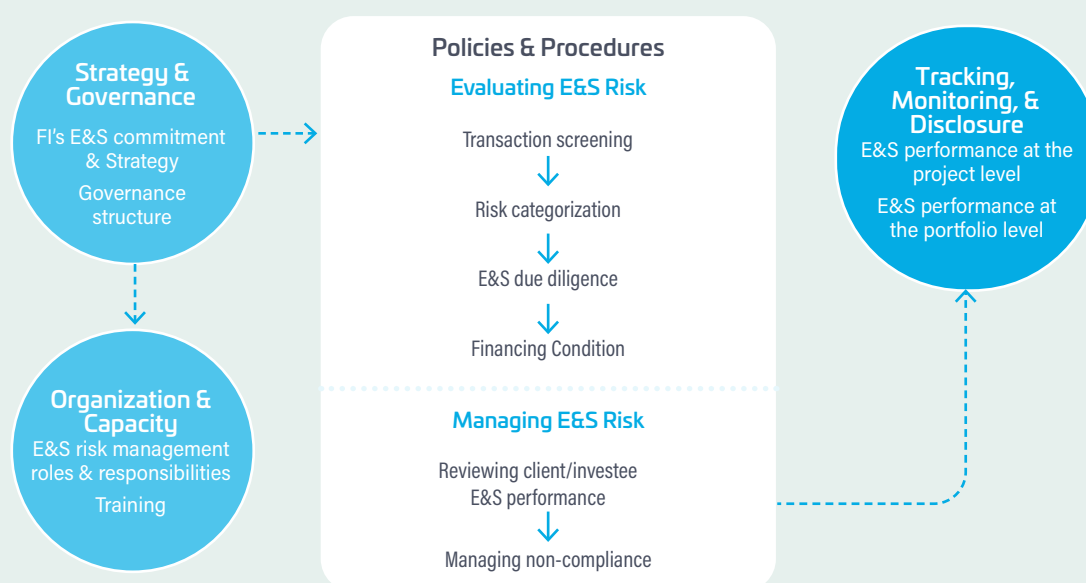 Strategy &
Governance
FI's E&S commitment
& Strategy
Governance
structure
Organization &
Capacity
E&S risk management
roles & responsibilities
Training
Policies & Procedures
Evaluating E&S Risk
Transaction screening
Risk categorization
E&S due diligence
Financing Condition
Managing E&S Risk
Reviewing client/investee
E&S performance
Managing non-compliance
Tracking,
Monitoring, &
Disclosure
E&S performance at the
project level
E&S performance at
the portfolio level